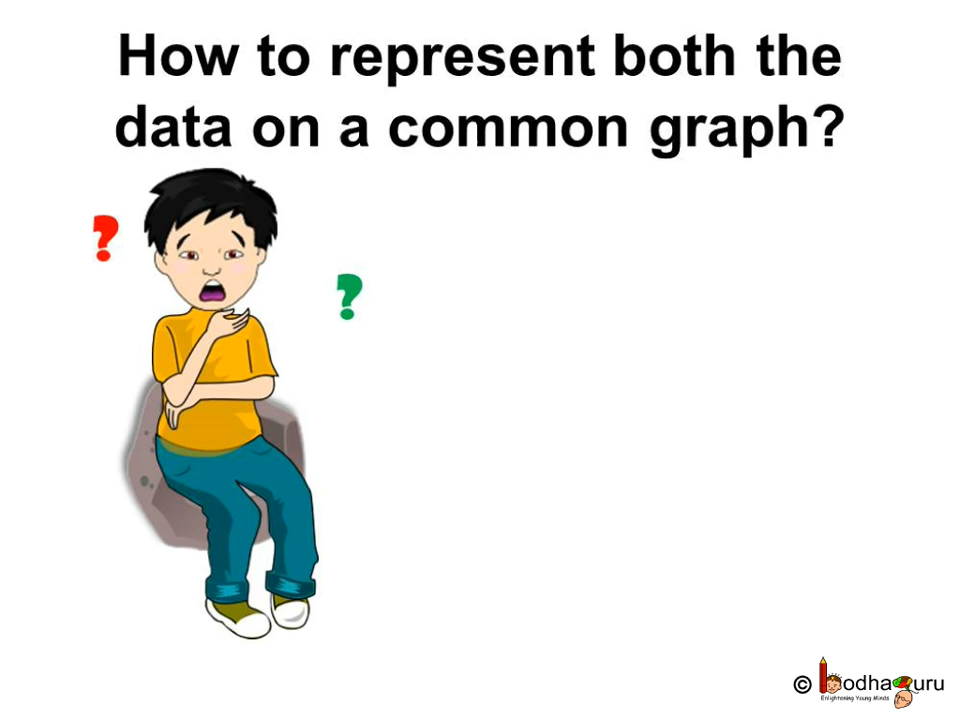 How to represent both the
data on a common graph?
?
?
© BodhaGuru
Enlightening Young Minds